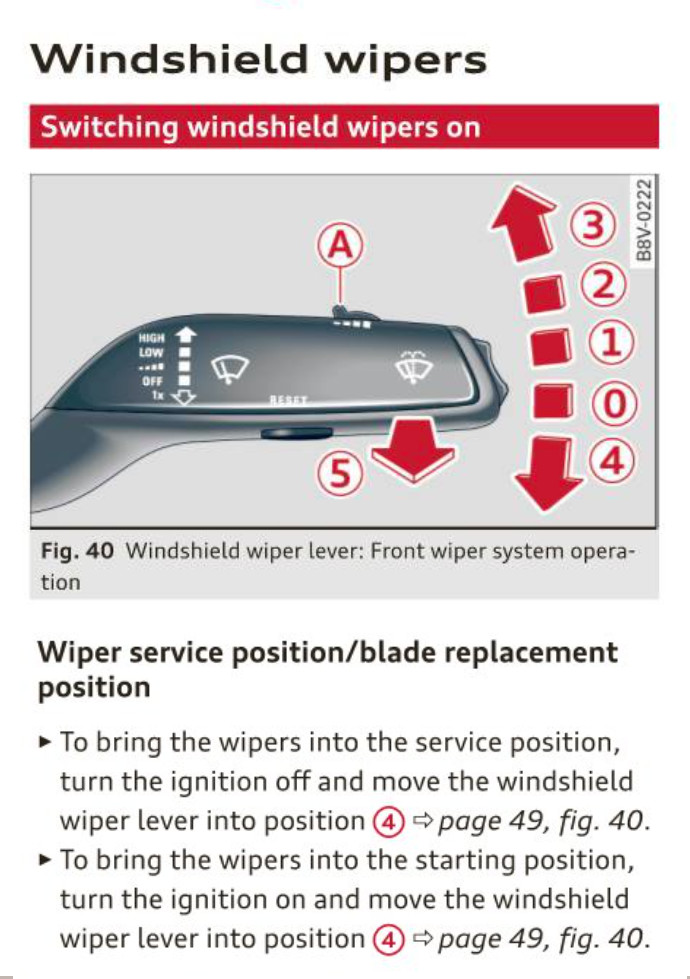 Windshield wipers
Switching windshield wipers on
B8V-0222
A
3
2
1
0
4
5
HIGH
LOW
OFF
1x
RESET
Fig. 40 Windshield wiper lever: Front wiper system opera-
tion
Wiper service position/blade replacement
position
▸ To bring the wipers into the service position,
turn the ignition off and move the windshield
wiper lever into position ④ ⇨ page 49, fig. 40.
▸ To bring the wipers into the starting position,
turn the ignition on and move the windshield
wiper lever into position ④ ⇨ page 49, fig. 40.